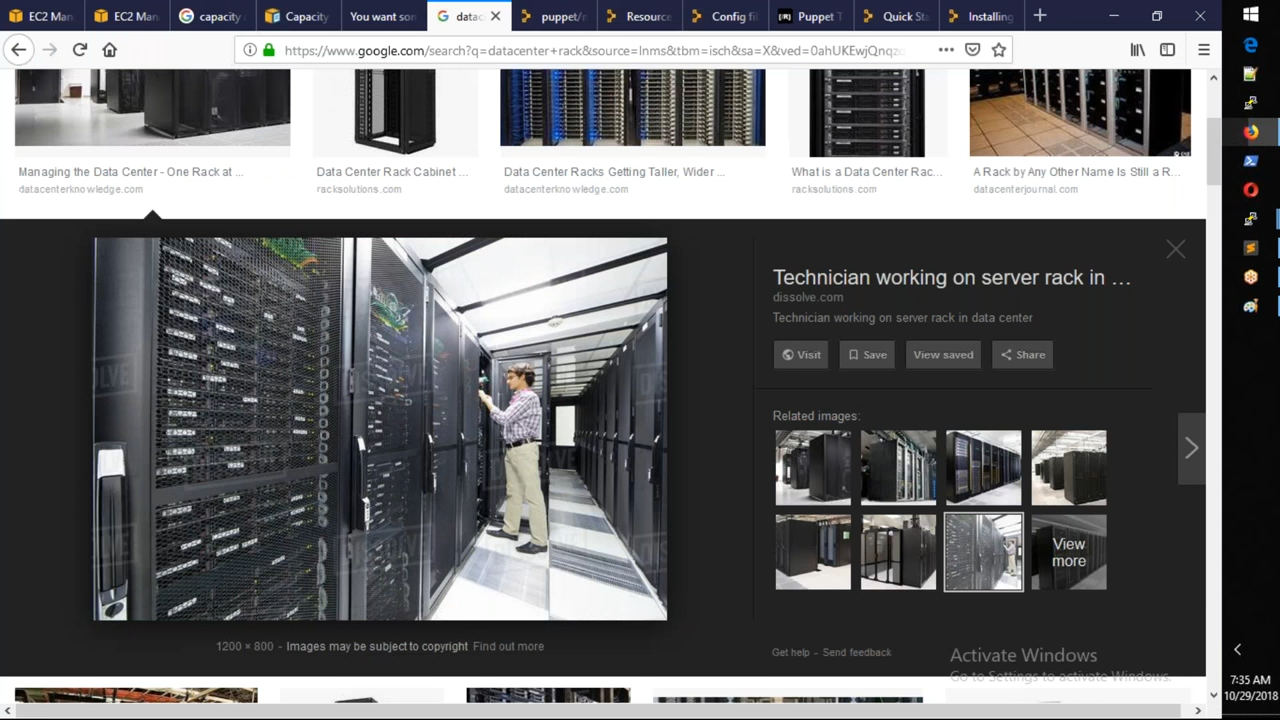 EC2 Man
EC2 Man
capacity
Capacity
You want son
datac
puppet/r
Resource
Config fi
Puppet T
Quick Sta
Installing
https://www.google.com/search?q=datacenter+rack&source=lnms&tbm=isch&sa=X&ved=0ahUKEwjQnqz
Managing the Data Center - One Rack at ...
datacenterknowledge.com
Data Center Rack Cabinet ...
racksolutions.com
Data Center Racks Getting Taller, Wider ...
datacenterknowledge.com
What is a Data Center Rac...
racksolutions.com
A Rack by Any Other Name Is Still a R...
datacenterjournal.com
Technician working on server rack in ...
dissolve.com
Technician working on server rack in data center
Visit
Save
View saved
Share
Related images:
View
more
1200 × 800 - Images may be subject to copyright Find out more
Get help - Send feedback
Activate Windows
Go to Settings to activate Windows.
7:35 AM
10/29/2018